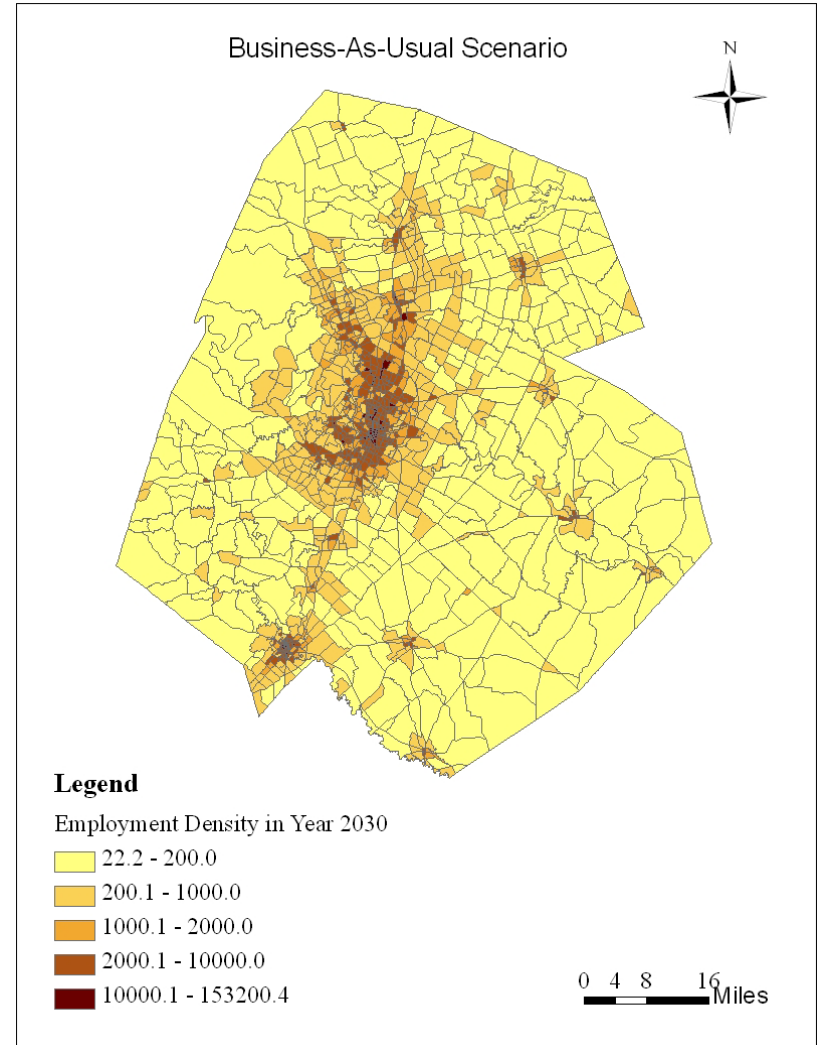 Business-As-Usual Scenario
N
Legend
Employment Density in Year 2030
22.2 - 200.0
200.1 - 1000.0
1000.1 - 2000.0
2000.1 - 10000.0
10000.1 - 153200.4
0 4 8 16
Miles